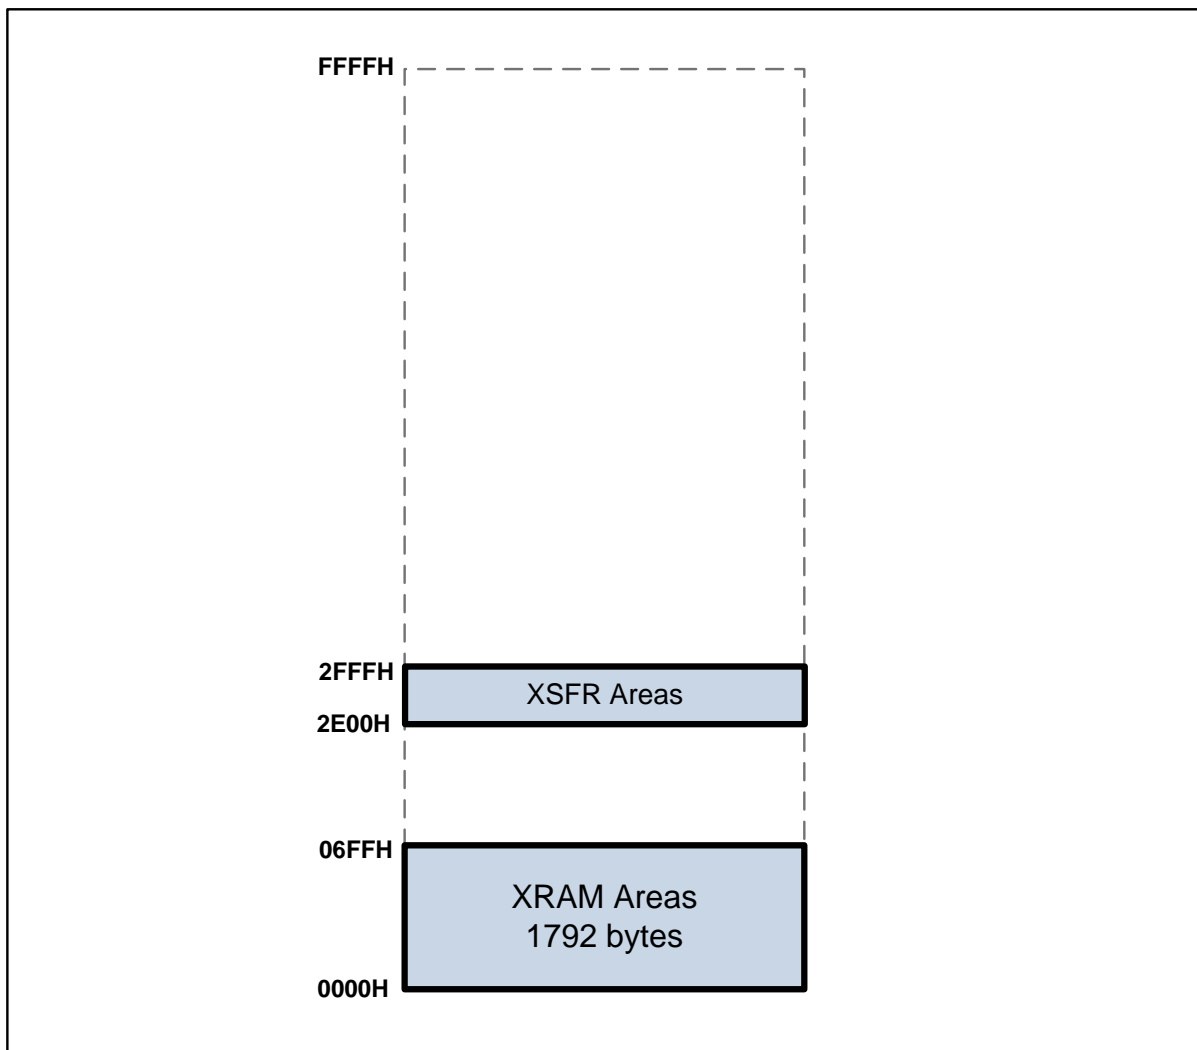 FFFFH
2FFFH
XSFR Areas
2E00H
06FFH
XRAM Areas
1792 bytes
0000H